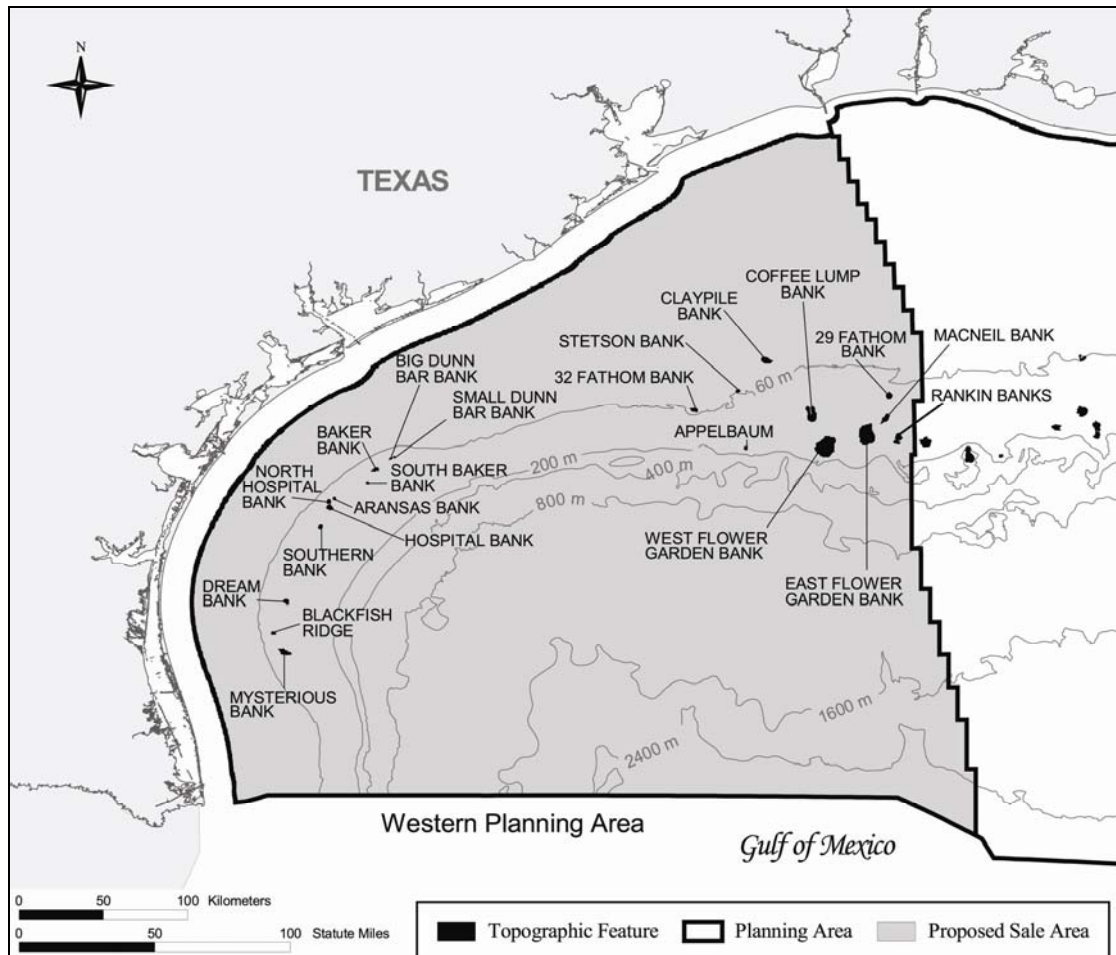 N
TEXAS
COFFEE LUMP
BANK
CLAYPILE
BANK
29 FATHOM
BANK
MACNEIL BANK
STETSON BANK
BIG DUNN
BAR BANK
32 FATHOM BANK
60 m
RANKIN BANKS
SMALL DUNN
BAR BANK
BAKER
BANK
APPELBAUM
200 m
400 m
NORTH
HOSPITAL
BANK
SOUTH BAKER
BANK
800 m
ARANSAS BANK
HOSPITAL BANK
WEST FLOWER
GARDEN BANK
SOUTHERN
BANK
EAST FLOWER
GARDEN BANK
DREAM
BANK
BLACKFISH
RIDGE
MYSTERIOUS
BANK
1600 m
2400 m
Western Planning Area
Gulf of Mexico
0 50 100 Kilometers
0 50 100 Statute Miles
Topographic Feature
Planning Area
Proposed Sale Area